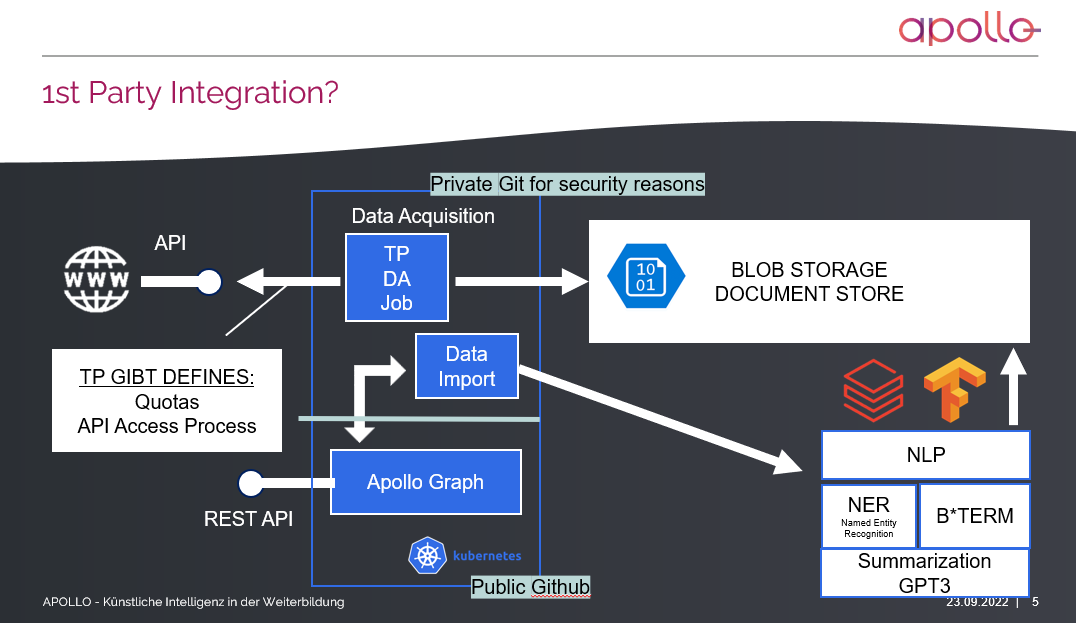 apollo
1st Party Integration?
Private Git for security reasons
Data Acquisition
API
WWW
TP
DA
Job
10
01
BLOB STORAGE
DOCUMENT STORE
Data
Import
TP GIBT DEFINES:
Quotas
API Access Process
Apollo Graph
REST API
kubernetes
Public Github
NLP
NER
Named Entity
Recognition
B*TERM
Summarization
GPT3
APOLLO - Künstliche Intelligenz in der Weiterbildung
23.09.2022 | 5